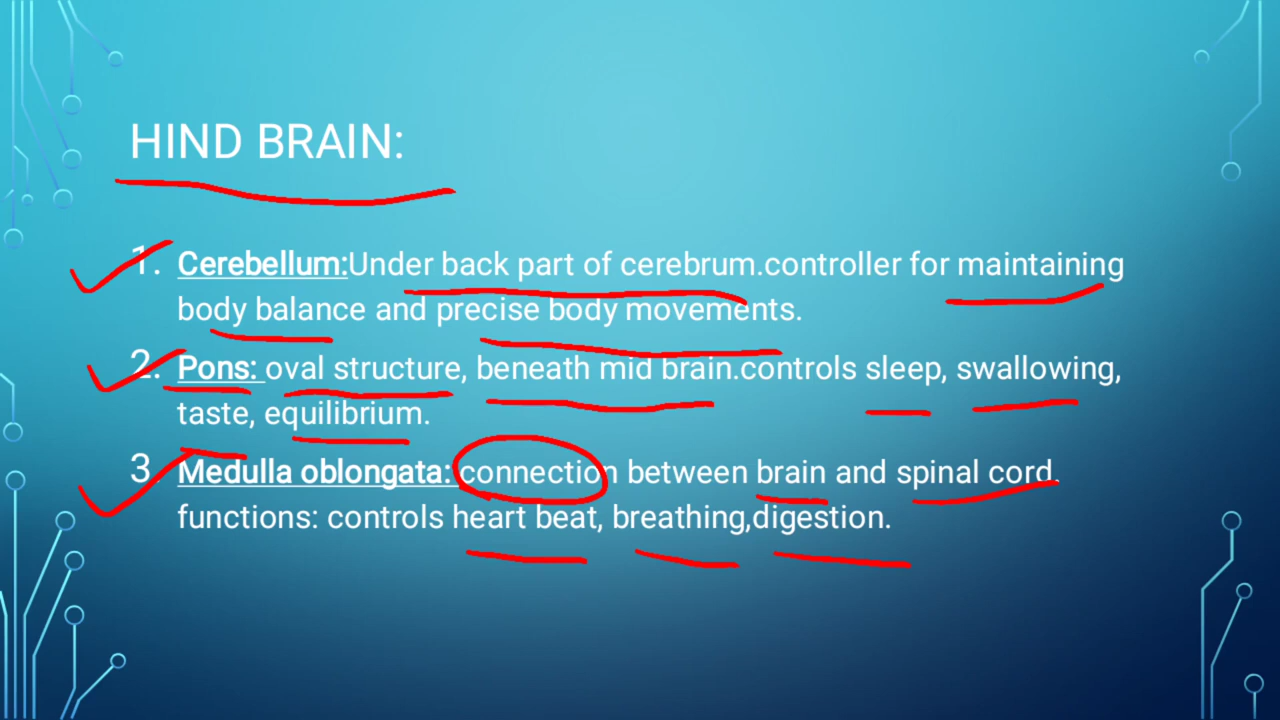 HIND BRAIN:
1. Cerebellum:Under back part of cerebrum.controller for maintaining
body balance and precise body movements.
2. Pons: oval structure, beneath mid brain.controls sleep, swallowing,
taste, equilibrium.
3. Medulla oblongata: connection between brain and spinal cord.
functions: controls heart beat, breathing,digestion.